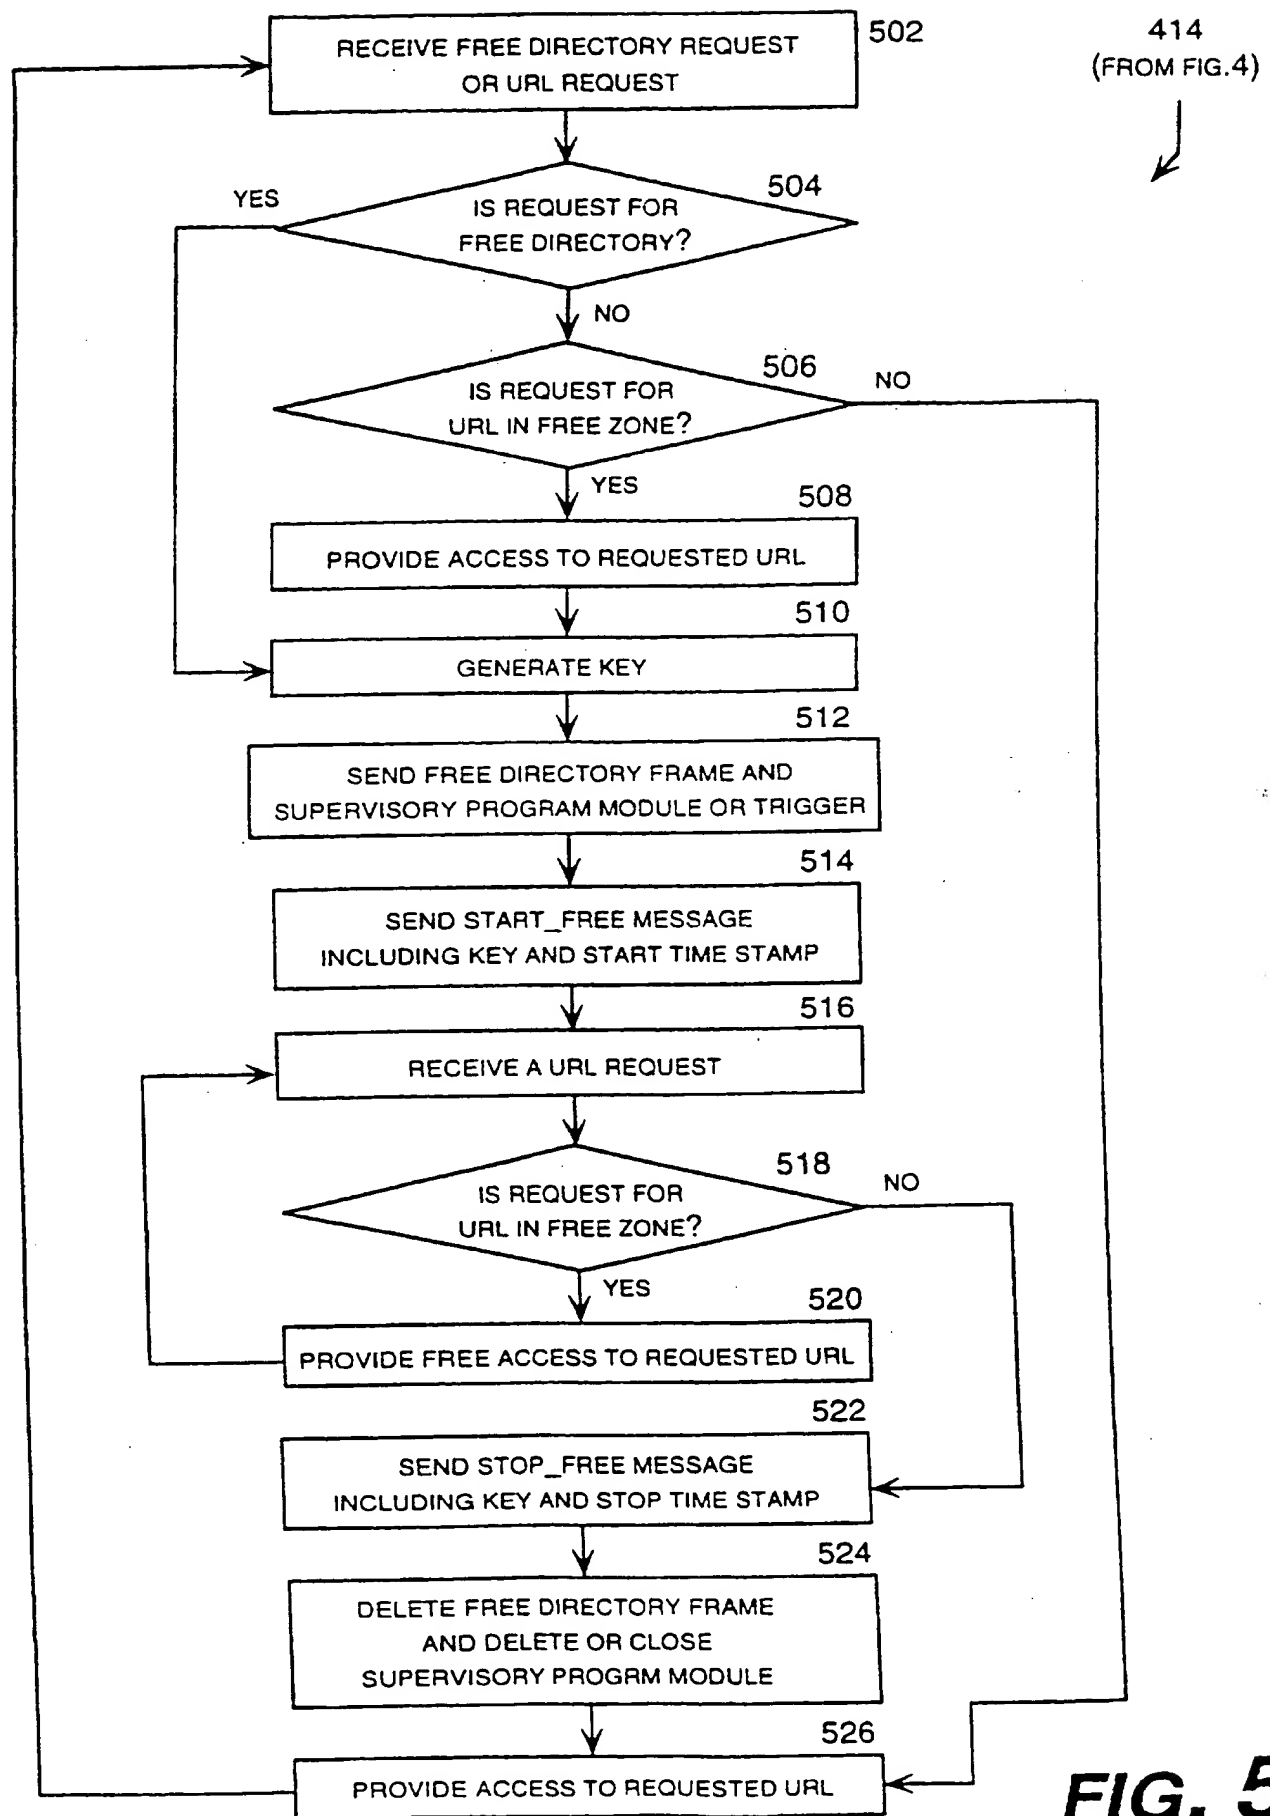 502
RECEIVE FREE DIRECTORY REQUEST
OR URL REQUEST
414
(FROM FIG.4)
504
YES
IS REQUEST FOR
FREE DIRECTORY?
NO
506
NO
IS REQUEST FOR
URL IN FREE ZONE?
YES
508
PROVIDE ACCESS TO REQUESTED URL
510
GENERATE KEY
512
SEND FREE DIRECTORY FRAME AND
SUPERVISORY PROGRAM MODULE OR TRIGGER
514
SEND START_FREE MESSAGE
INCLUDING KEY AND START TIME STAMP
516
RECEIVE A URL REQUEST
518
NO
IS REQUEST FOR
URL IN FREE ZONE?
YES
520
PROVIDE FREE ACCESS TO REQUESTED URL
522
SEND STOP_FREE MESSAGE
INCLUDING KEY AND STOP TIME STAMP
524
DELETE FREE DIRECTORY FRAME
AND DELETE OR CLOSE
SUPERVISORY PROGRM MODULE
526
PROVIDE ACCESS TO REQUESTED URL
FIG. 5